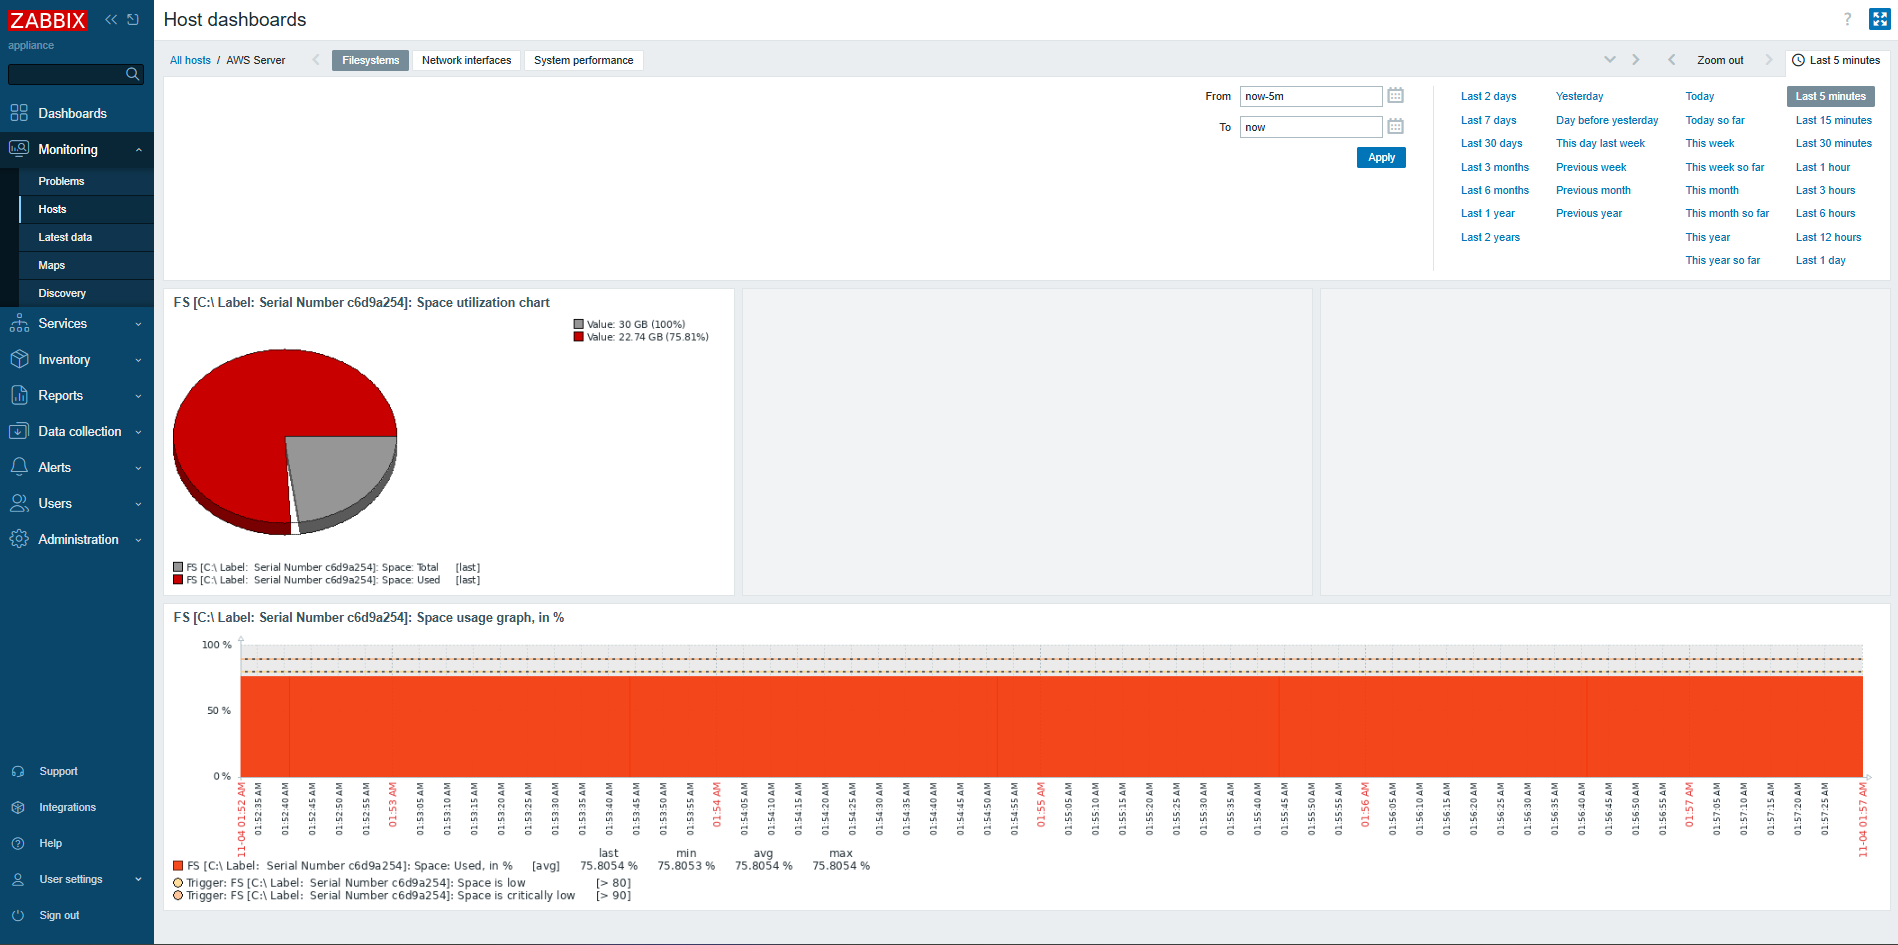 ZABBIX
appliance
Dashboards
Monitoring
Problems
Hosts
Latest data
Maps
Discovery
Services
Inventory
Reports
Data collection
Alerts
Users
Administration
Support
Integrations
Help
User settings
Sign out
Host dashboards
?
All hosts / AWS Server
Filesystems
Network interfaces
System performance
Zoom out
Last 5 minutes
From now-5m
To now
Apply
Last 2 days Yesterday Today Last 5 minutes
Last 7 days Day before yesterday Today so far Last 15 minutes
Last 30 days This day last week This week Last 30 minutes
Last 3 months Previous week This week so far Last 1 hour
Last 6 months Previous month This month Last 3 hours
Last 1 year Previous year This month so far Last 6 hours
Last 2 years This year Last 12 hours
This year so far Last 1 day
FS [C:\ Label: Serial Number c6d9a254]: Space utilization chart
Value: 30 GB (100%)
Value: 22.74 GB (75.81%)
FS [C:\ Label: Serial Number c6d9a254]: Space: Total [last]
FS [C:\ Label: Serial Number c6d9a254]: Space: Used [last]
FS [C:\ Label: Serial Number c6d9a254]: Space usage graph, in %
100 %
50 %
0 %
11-04 01:52 AM
01:52:35 AM
01:52:40 AM
01:52:45 AM
01:52:50 AM
01:52:55 AM
01:53 AM
01:53:05 AM
01:53:10 AM
01:53:15 AM
01:53:20 AM
01:53:25 AM
01:53:30 AM
01:53:35 AM
01:53:40 AM
01:53:45 AM
01:53:50 AM
01:53:55 AM
01:54 AM
01:54:05 AM
01:54:10 AM
01:54:15 AM
01:54:20 AM
01:54:25 AM
01:54:30 AM
01:54:35 AM
01:54:40 AM
01:54:45 AM
01:54:50 AM
01:54:55 AM
01:55 AM
01:55:05 AM
01:55:10 AM
01:55:15 AM
01:55:20 AM
01:55:25 AM
01:55:30 AM
01:55:35 AM
01:55:40 AM
01:55:45 AM
01:55:50 AM
01:55:55 AM
01:56 AM
01:56:05 AM
01:56:10 AM
01:56:15 AM
01:56:20 AM
01:56:25 AM
01:56:30 AM
01:56:35 AM
01:56:40 AM
01:56:45 AM
01:56:50 AM
01:56:55 AM
01:57 AM
01:57:05 AM
01:57:10 AM
01:57:15 AM
01:57:20 AM
01:57:25 AM
11-04 01:57 AM
last min avg max
FS [C:\ Label: Serial Number c6d9a254]: Space: Used, in % [avg] 75.8054 % 75.8053 % 75.8054 % 75.8054 %
Trigger: FS [C:\ Label: Serial Number c6d9a254]: Space is low [> 80]
Trigger: FS [C:\ Label: Serial Number c6d9a254]: Space is critically low [> 90]